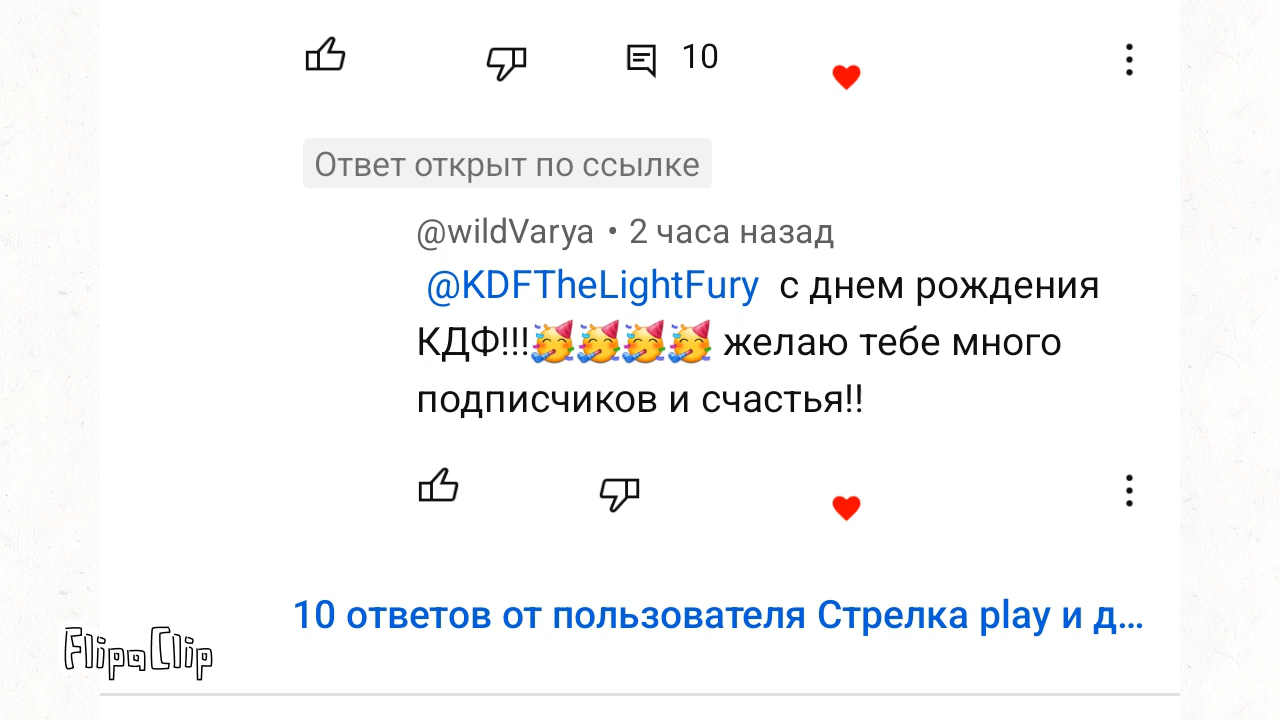 10
Ответ открыт по ссылке
@wildVarya • 2 часа назад
@KDFTheLightFury с днем рождения
КДФ!!!🥳🥳🥳🥳 желаю тебе много
подписчиков и счастья!!
10 ответов от пользователя Стрелка play и д...
FlipaClip